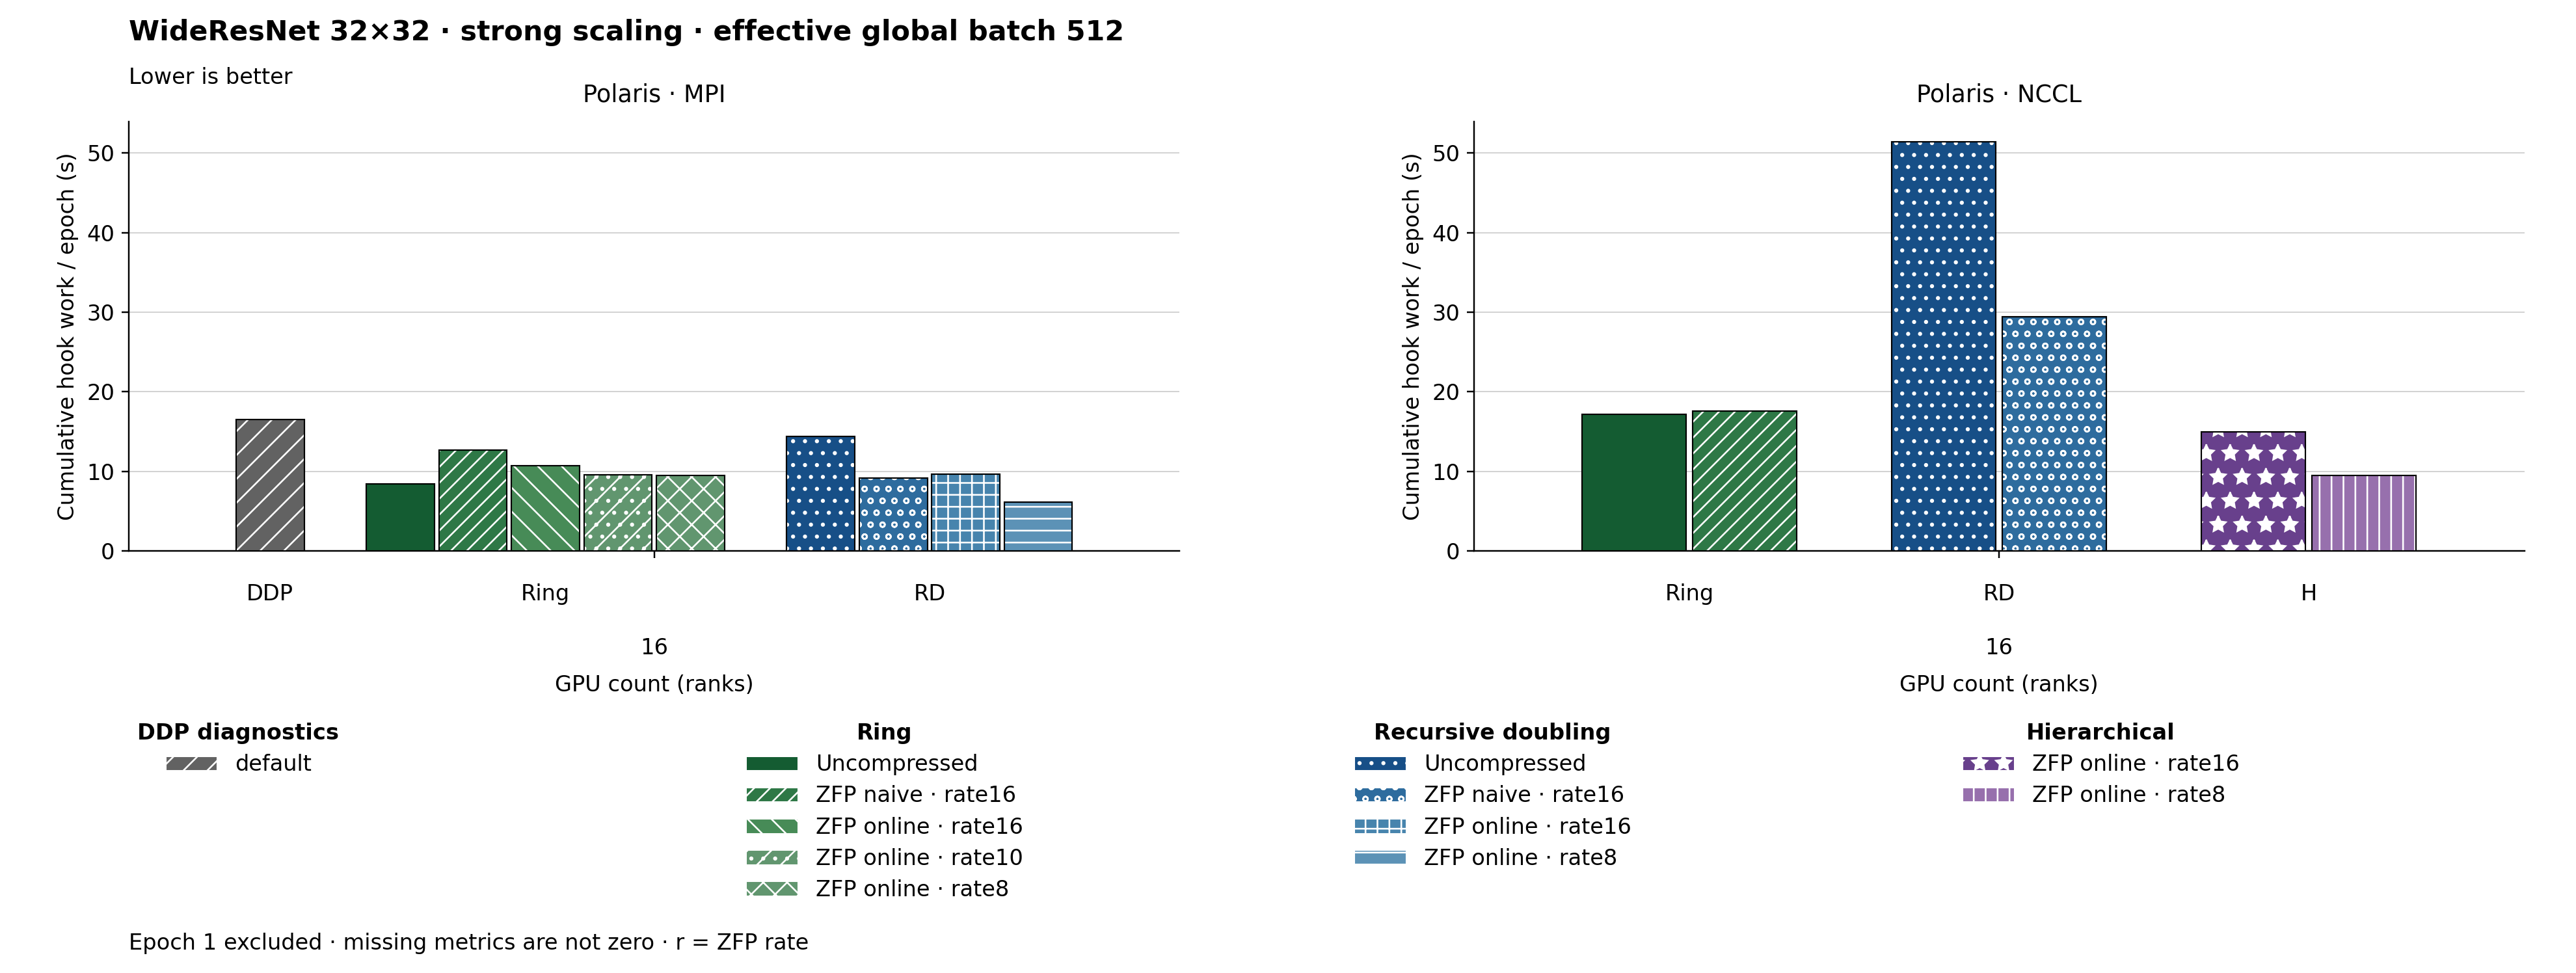 WideResNet 32×32 · strong scaling · effective global batch 512
Lower is better
Polaris · MPI
Cumulative hook work / epoch (s)
50
40
30
20
10
0
DDP
Ring
RD
16
GPU count (ranks)
Polaris · NCCL
Cumulative hook work / epoch (s)
50
40
30
20
10
0
Ring
RD
H
16
GPU count (ranks)
DDP diagnostics
default
Ring
Uncompressed
ZFP naive · rate16
ZFP online · rate16
ZFP online · rate10
ZFP online · rate8
Recursive doubling
Uncompressed
ZFP naive · rate16
ZFP online · rate16
ZFP online · rate8
Hierarchical
ZFP online · rate16
ZFP online · rate8
Epoch 1 excluded · missing metrics are not zero · r = ZFP rate